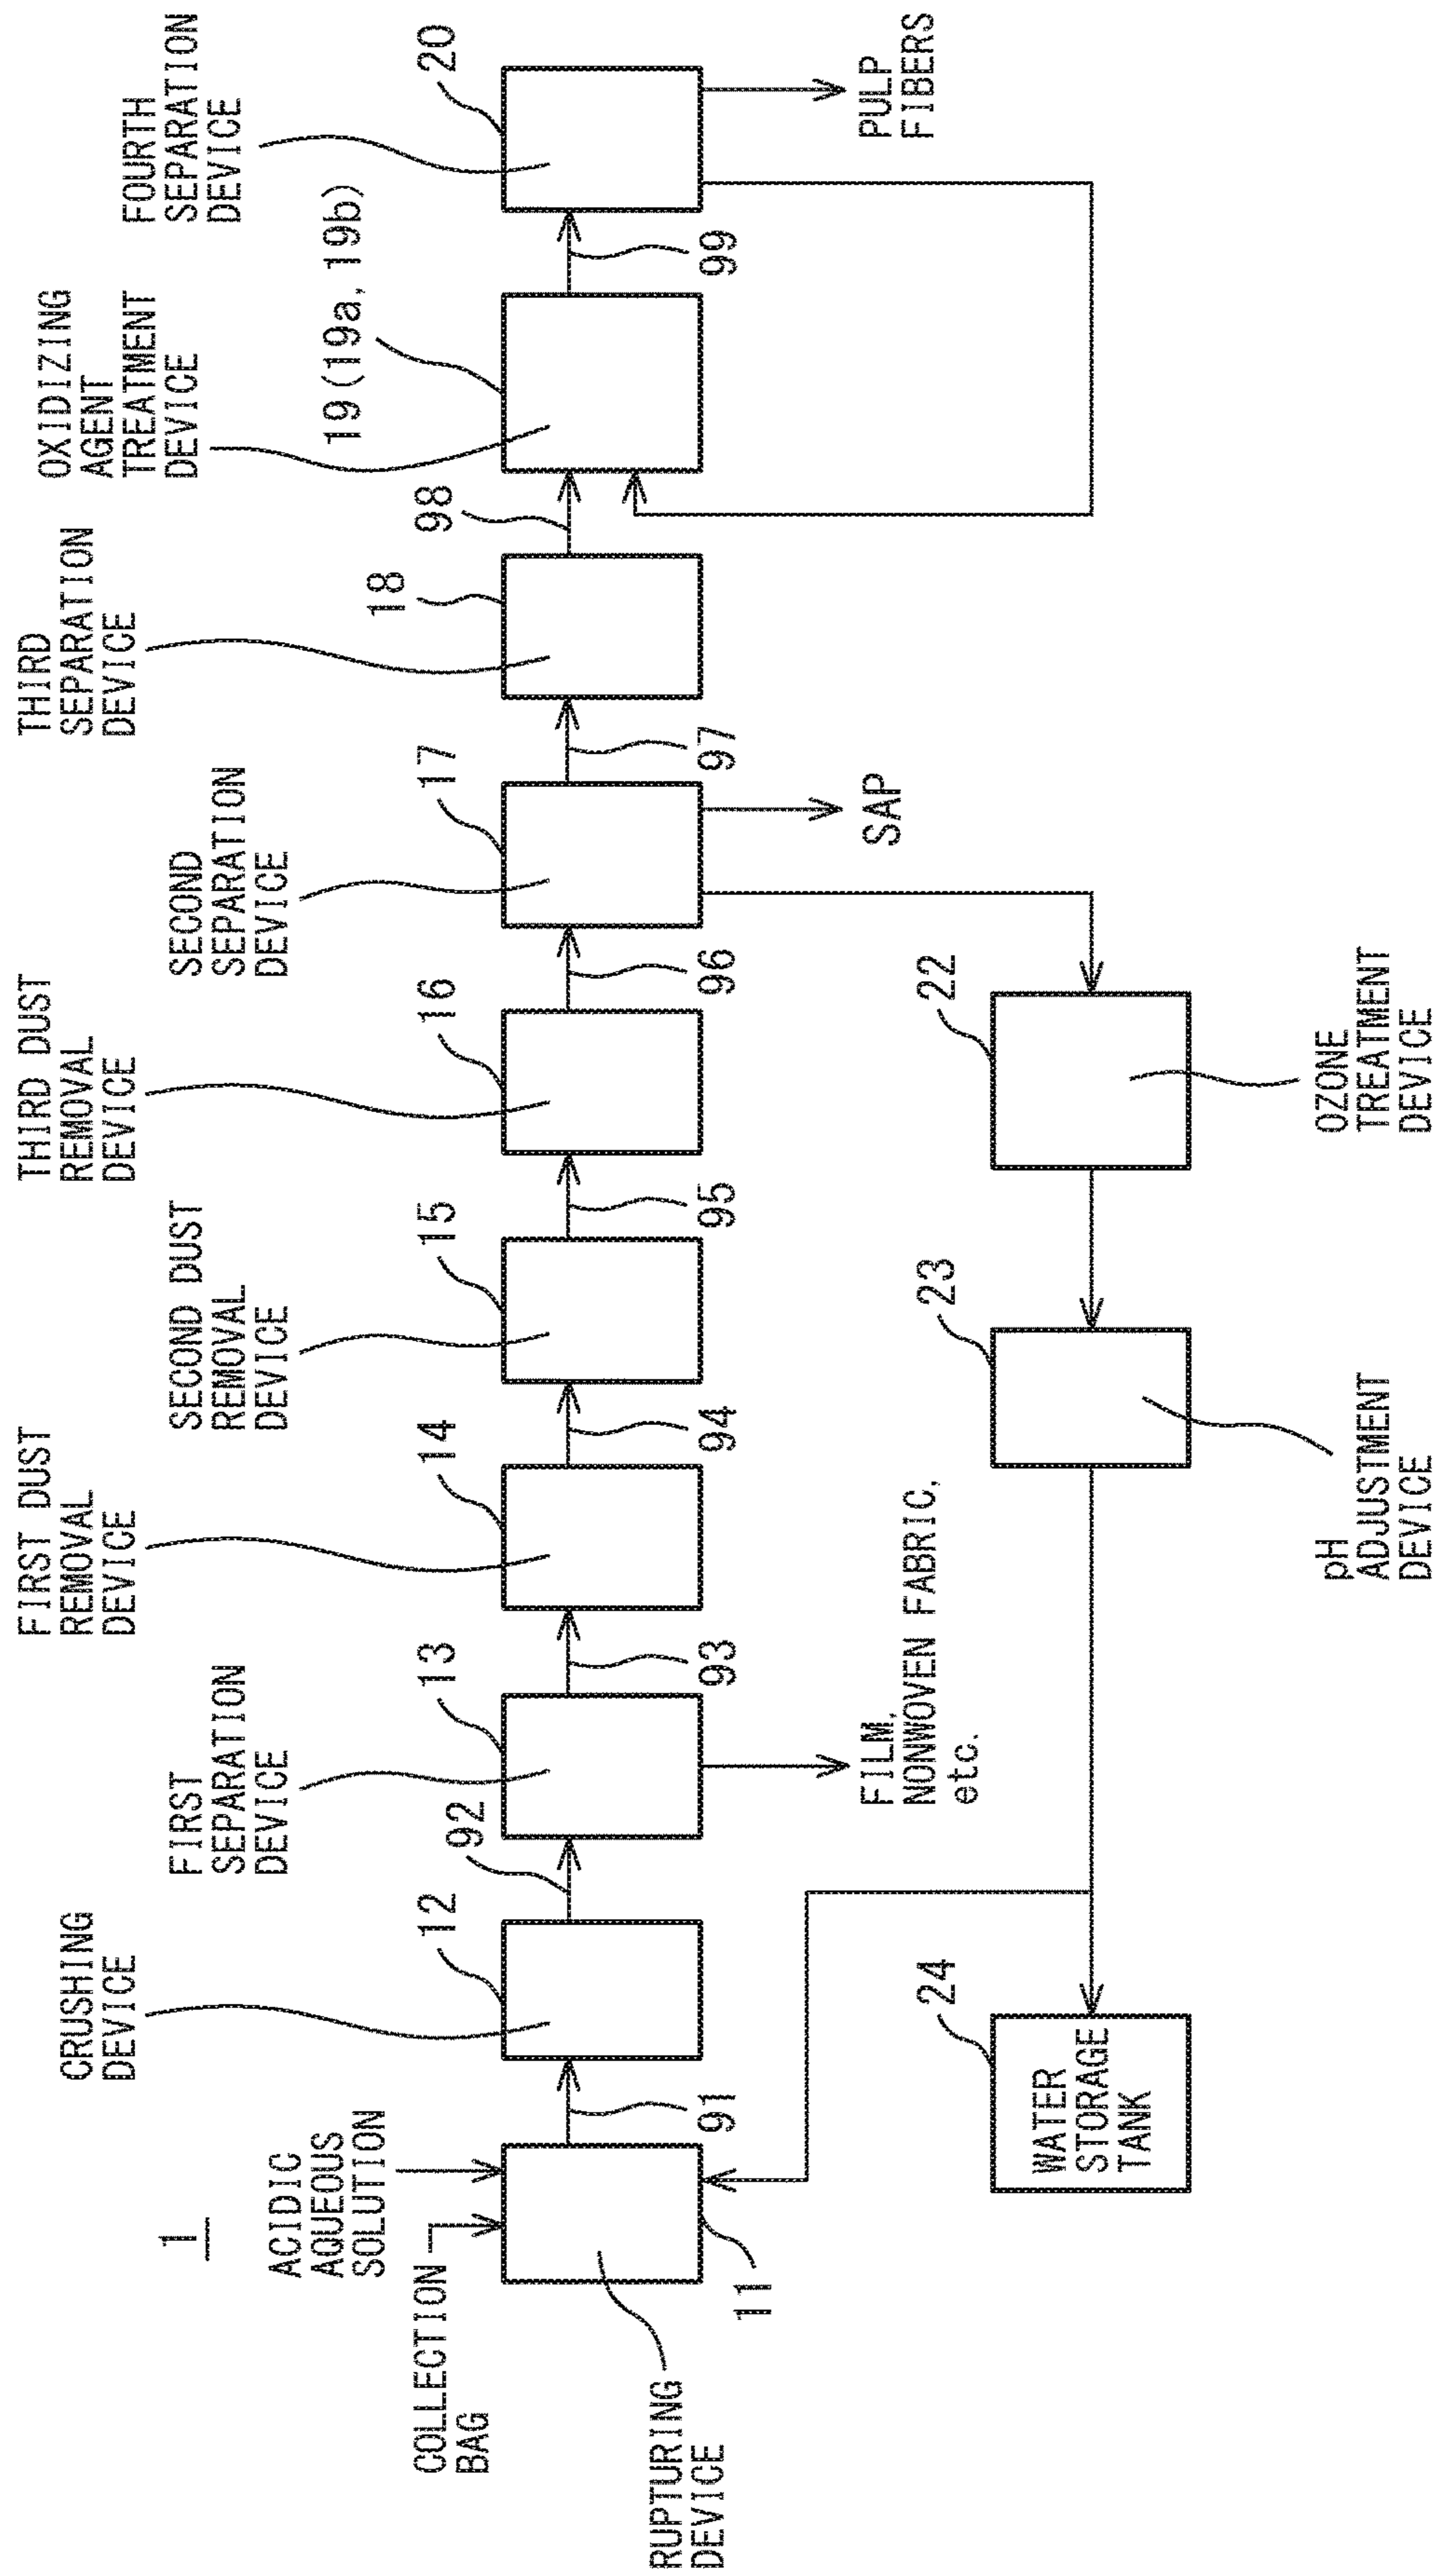 1
COLLECTION
BAG
ACIDIC
AQUEOUS
SOLUTION
RUPTURING
DEVICE
11
91
CRUSHING
DEVICE
12
92
FIRST
SEPARATION
DEVICE
13
93
FILM,
NONWOVEN FABRIC,
etc.
FIRST DUST
REMOVAL
DEVICE
14
94
SECOND DUST
REMOVAL
DEVICE
15
95
THIRD DUST
REMOVAL
DEVICE
16
96
SECOND
SEPARATION
DEVICE
17
97
SAP
THIRD
SEPARATION
DEVICE
18
98
OXIDIZING
AGENT
TREATMENT
DEVICE
19(19a, 19b)
99
FOURTH
SEPARATION
DEVICE
20
PULP
FIBERS
24
WATER
STORAGE
TANK
23
pH
ADJUSTMENT
DEVICE
22
OZONE
TREATMENT
DEVICE